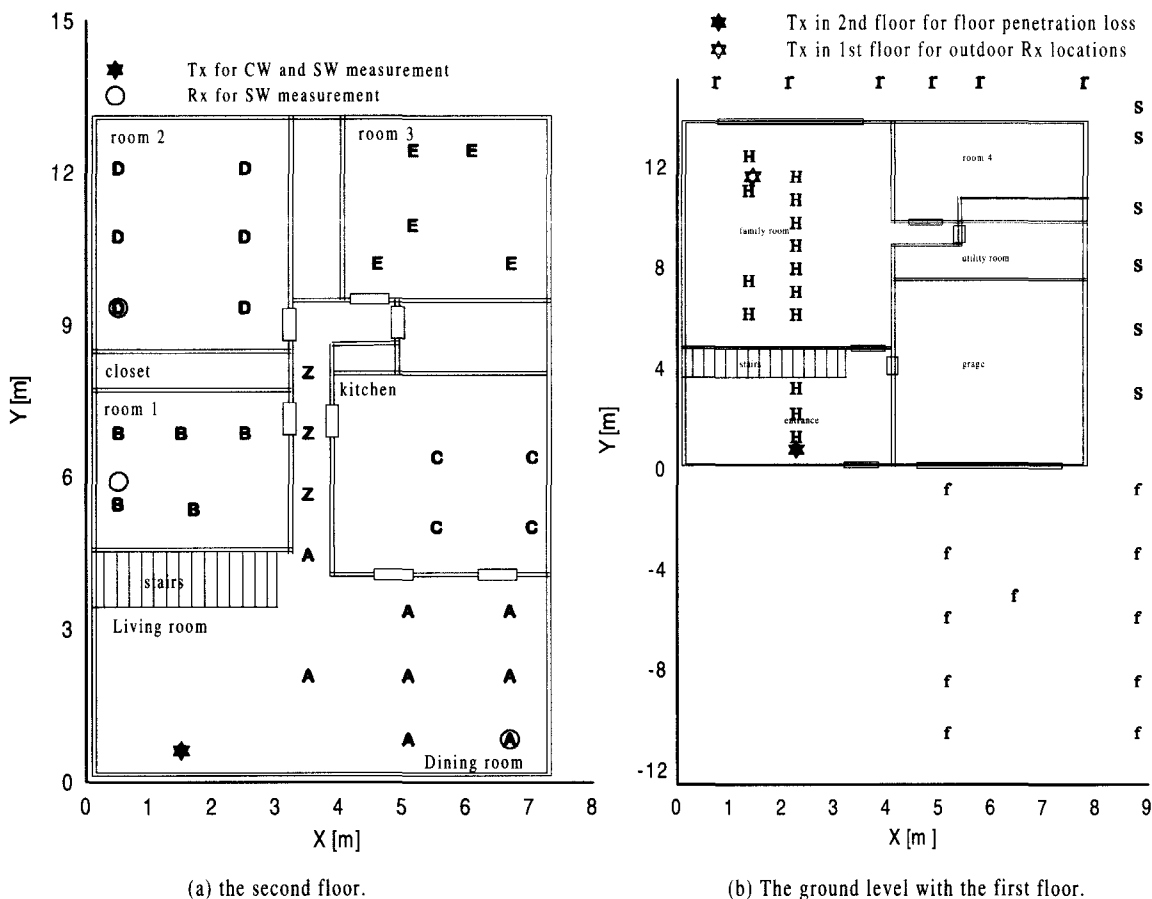 15
Tx for CW and SW measurement
Rx for SW measurement
room 2
room 3
D D E E
12
D D E
E E
D D
9
closet
Z
kitchen
room 1
B B B Z
C C
6
B B Z
C C
A
stairs
3
Living room
A A
A A A
A A
Dining room
0
0 1 2 3 4 5 6 7 8
X [m]
Y [m]
(a) the second floor.
Tx in 2nd floor for floor penetration loss
Tx in 1st floor for outdoor Rx locations
r r r r r r
S
S
12
H
room 4
H
H
H
S
H
family room
H
8
utility room
S
H
H
H
H H
S
4
stairs
grage
S
H
H
entrance
H
0
f f
-4
f f
f
f f
-8
f f
f f
-12
0 1 2 3 4 5 6 7 8 9
X [m]
Y [m]
(b) The ground level with the first floor.